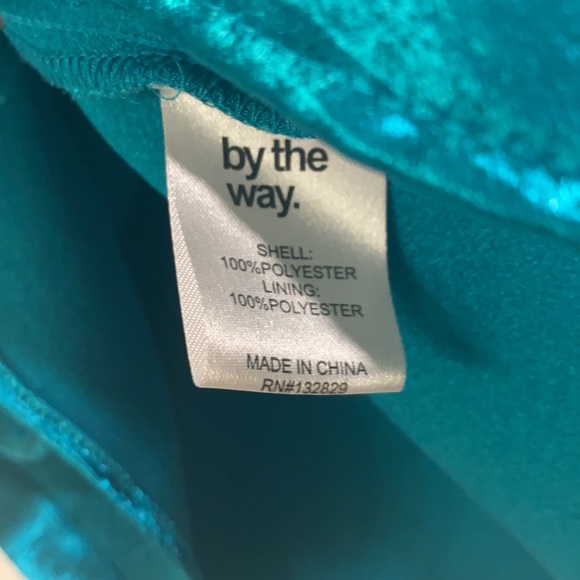 by the
way.
SHELL:
100%POLYESTER
LINING:
100%POLYESTER
MADE IN CHINA
RN#132829